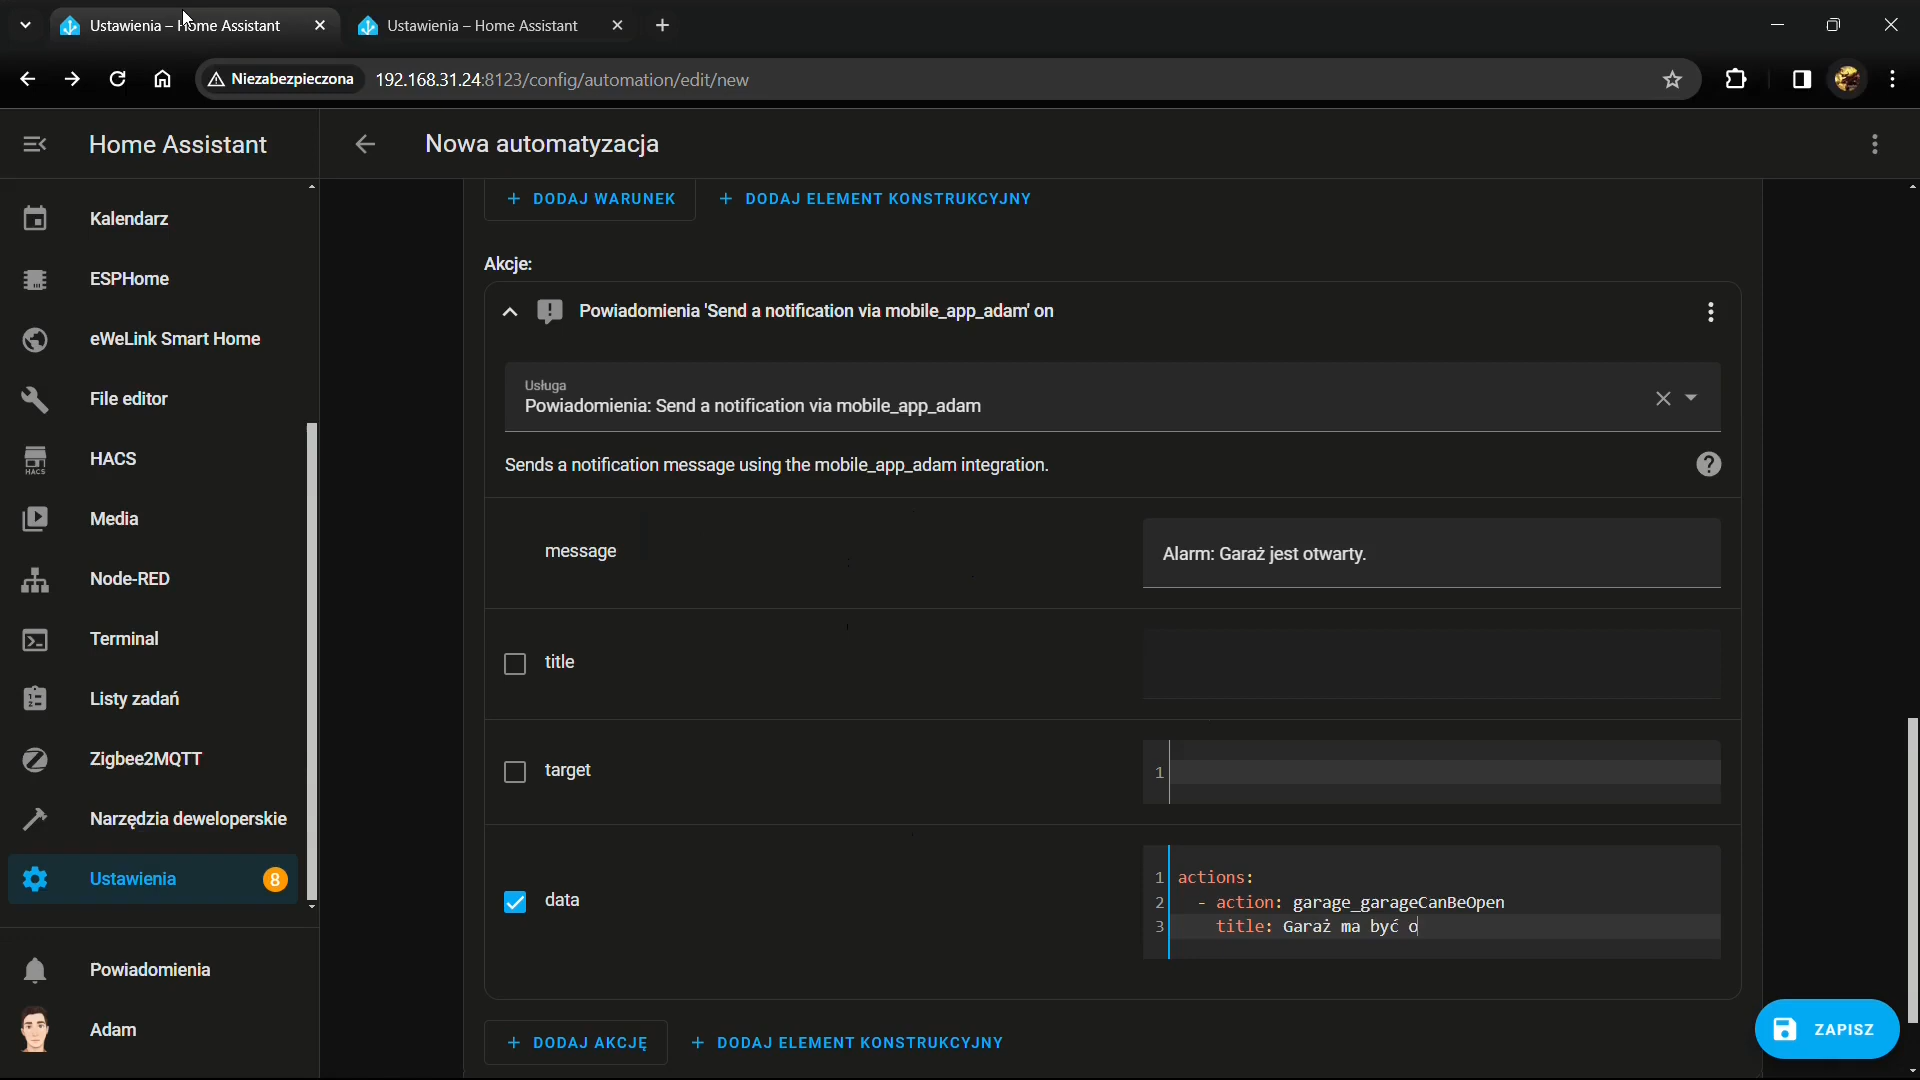 Ustawienia – Home Assistant
Ustawienia – Home Assistant
Niezabezpieczona
192.168.31.24:8123/config/automation/edit/new
Home Assistant
Nowa automatyzacja
Kalendarz
ESPHome
eWeLink Smart Home
File editor
HACS
HACS
Media
Node-RED
Terminal
Listy zadań
Zigbee2MQTT
Narzędzia deweloperskie
Ustawienia
8
Powiadomienia
Adam
+ DODAJ WARUNEK
+ DODAJ ELEMENT KONSTRUKCYJNY
Akcje:
Powiadomienia 'Send a notification via mobile_app_adam' on
Usługa
Powiadomienia: Send a notification via mobile_app_adam
Sends a notification message using the mobile_app_adam integration.
message
Alarm: Garaż jest otwarty.
title
target
1
data
1 actions:
2 - action: garage_garageCanBeOpen
3 title: Garaż ma być o
+ DODAJ AKCJĘ
+ DODAJ ELEMENT KONSTRUKCYJNY
ZAPISZ